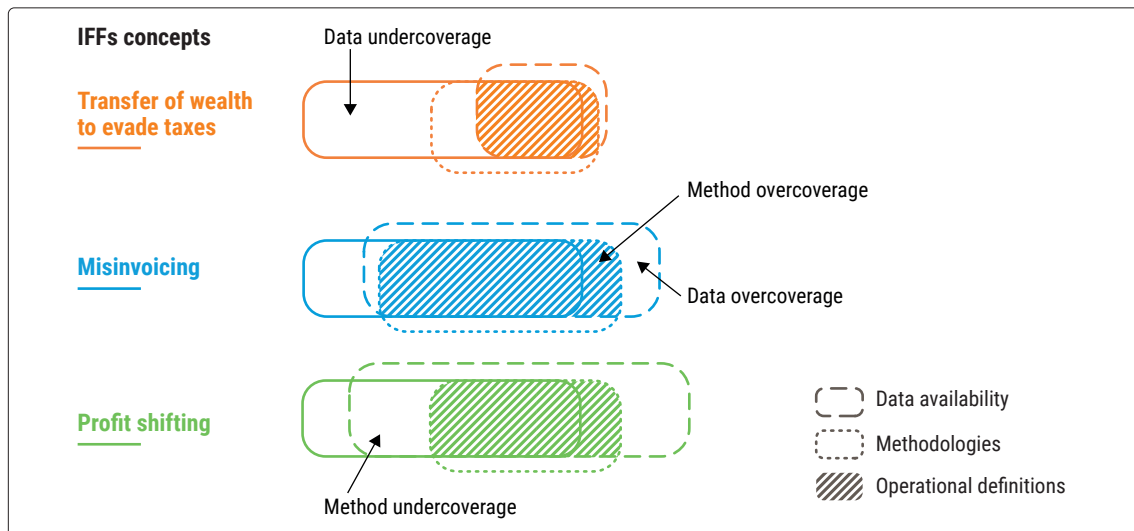 IFFs concepts
Data undercoverage
Transfer of wealth
to evade taxes
Method overcoverage
Misinvoicing
Data overcoverage
Profit shifting
Data availability
Methodologies
Operational definitions
Method undercoverage